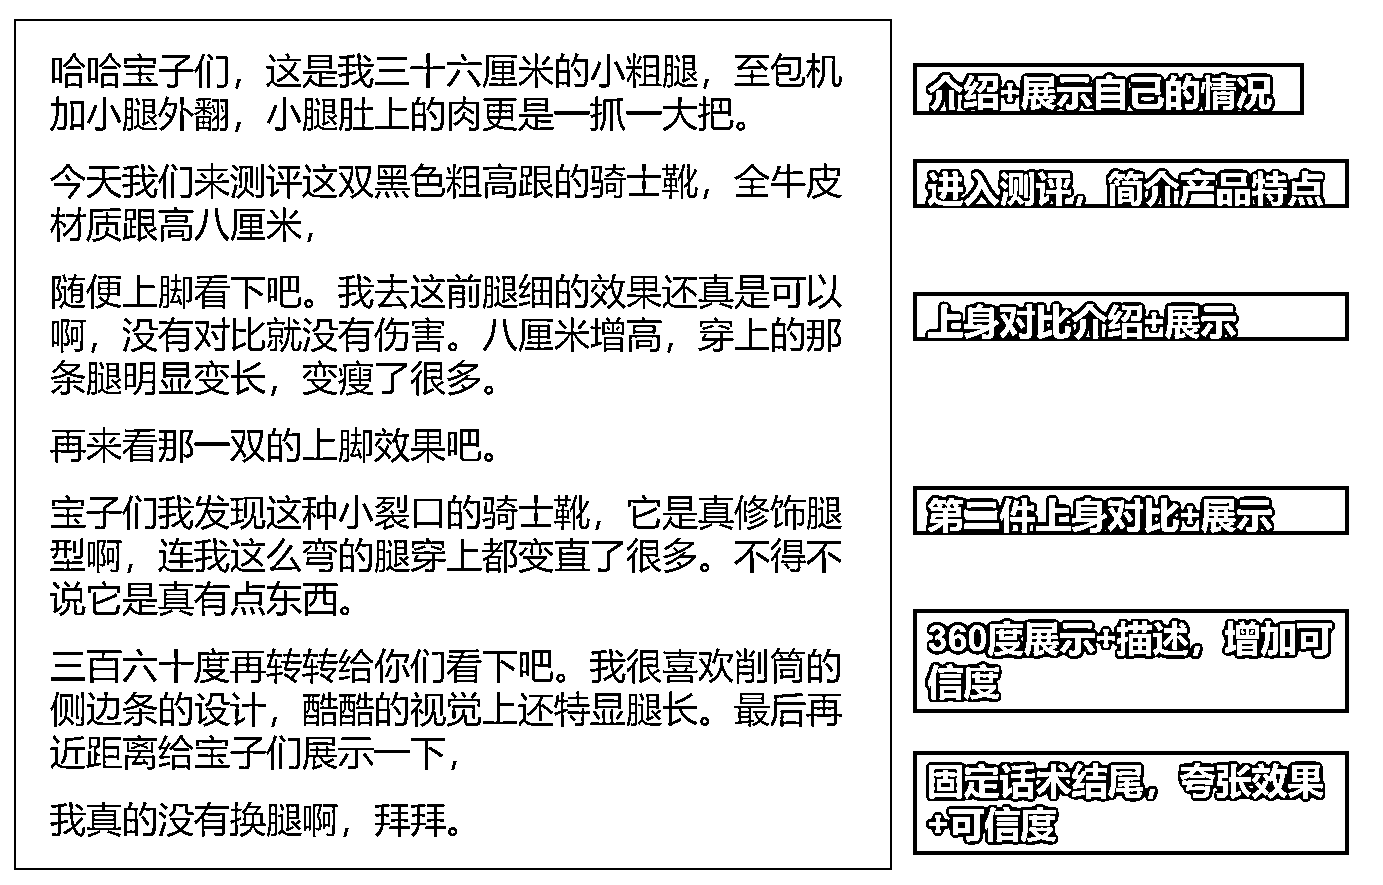 哈哈宝子们，这是我三十六厘米的小粗腿，至包机
加小腿外翻，小腿肚上的肉更是一抓一大把。
今天我们来测评这双黑色粗高跟的骑士靴，全牛皮
材质跟高八厘米，
随便上脚看下吧。我去这前腿细的效果还真是可以
啊，没有对比就没有伤害。八厘米增高，穿上的那
条腿明显变长，变瘦了很多。
再来看那一双的上脚效果吧。
宝子们我发现这种小裂口的骑士靴，它是真修饰腿
型啊，连我这么弯的腿穿上都变直了很多。不得不
说它是真有点东西。
三百六十度再转转给你们看下吧。我很喜欢削筒的
侧边条的设计，酷酷的视觉上还特显腿长。最后再
近距离给宝子们展示一下，
我真的没有换腿啊，拜拜。
介绍+展示自己的情况
进入测评，简介产品特点
上身对比介绍+展示
第二件上身对比+展示
360度展示+描述，增加可
信度
固定话术结尾，夸张效果
+可信度